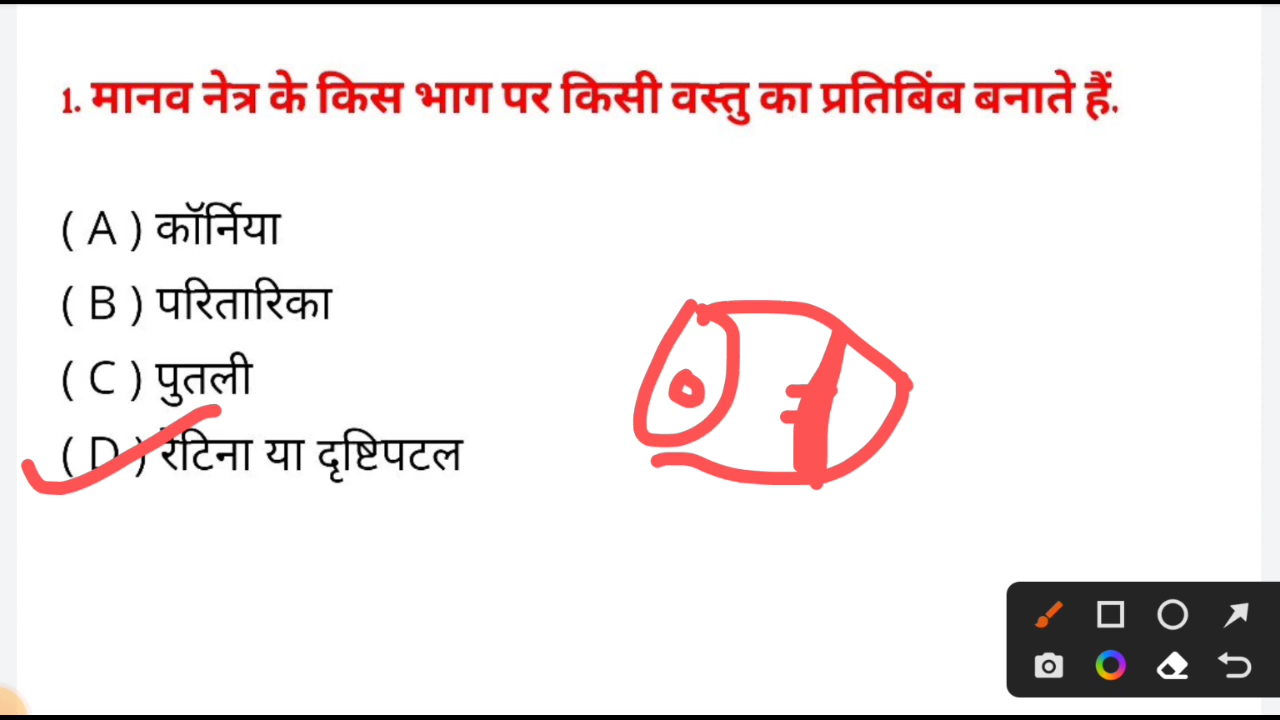 1. मानव नेत्र के किस भाग पर किसी वस्तु का प्रतिबिंब बनाते हैं.
( A ) कॉर्निया
( B ) परितारिका
( C ) पुतली
( D ) रेटिना या दृष्टिपटल